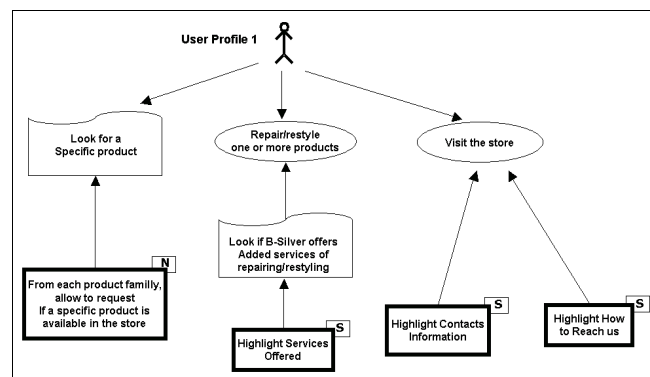 User Profile 1
Look for a
Specific product
Repair/restyle
one or more products
Visit the store
Look if B-Silver offers
Added services of
repairing/restyling
N
From each product familly,
allow to request
If a specific product is
available in the store
S
Highlight Services
Offered
S
Highlight Contacts
Information
S
Highlight How
to Reach us